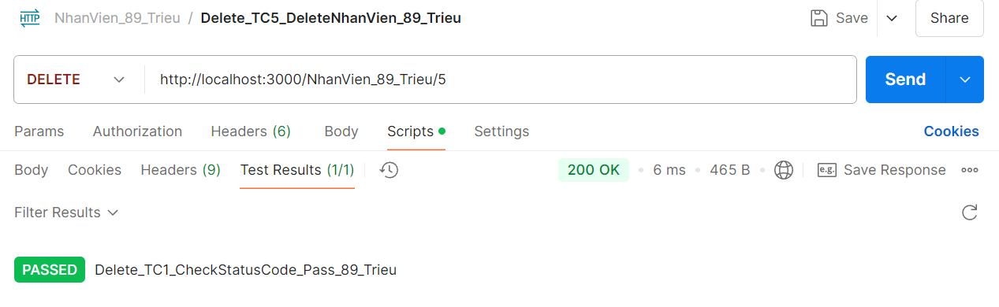 HTTP NhanVien_89_Trieu / Delete_TC5_DeleteNhanVien_89_Trieu Save Share
DELETE http://localhost:3000/NhanVien_89_Trieu/5 Send
Params Authorization Headers (6) Body Scripts Settings Cookies
Body Cookies Headers (9) Test Results (1/1) 200 OK 6 ms 465 B e.g. Save Response
Filter Results
PASSED Delete_TC1_CheckStatusCode_Pass_89_Trieu